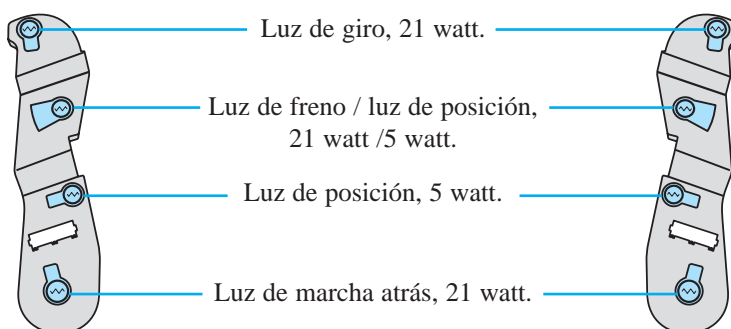 Luz de giro, 21 watt.
Luz de freno / luz de posición,
21 watt /5 watt.
Luz de posición, 5 watt.
Luz de marcha atrás, 21 watt.